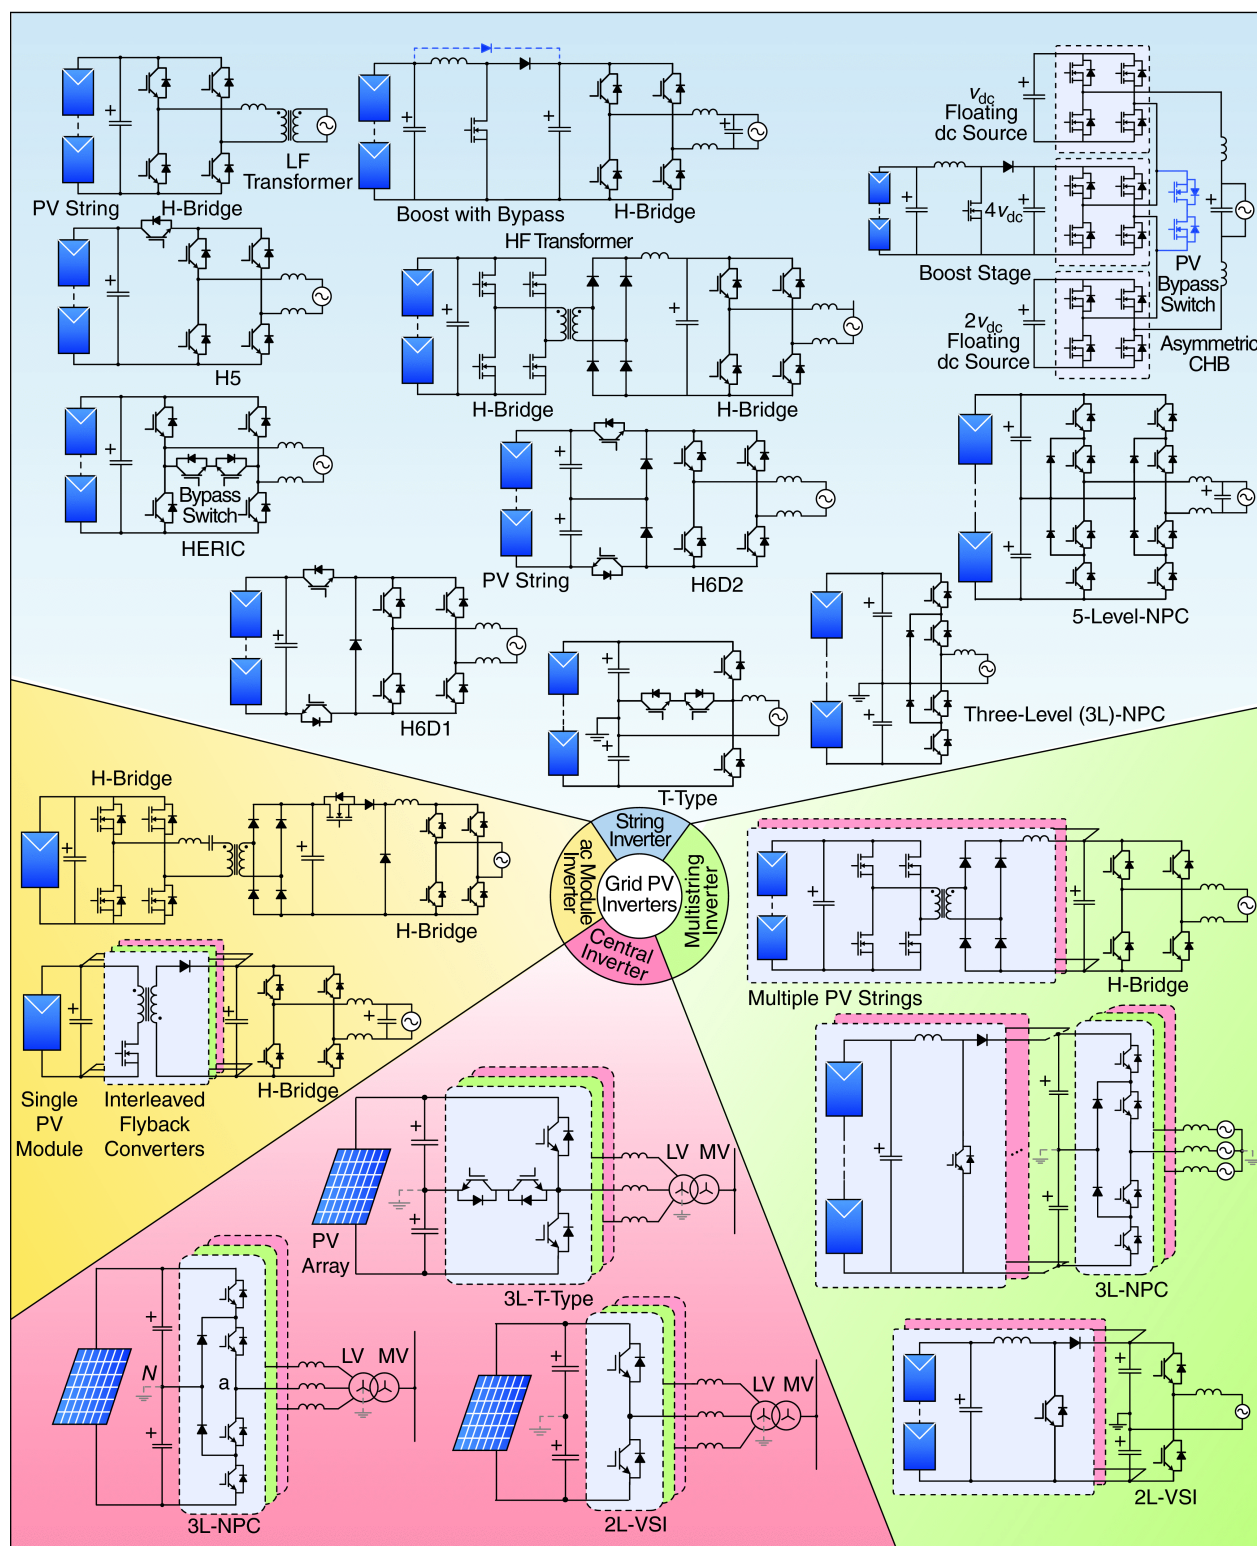 LF
Transformer
PV String
H-Bridge
Boost with Bypass
H-Bridge
vdc
Floating
dc Source
4vdc
Boost Stage
PV
Bypass
Switch
2vdc
Floating
dc Source
Asymmetric
CHB
H5
HF Transformer
H-Bridge
H-Bridge
Bypass
Switch
HERIC
PV String
H6D2
5-Level-NPC
H6D1
T-Type
Three-Level (3L)-NPC
String
Inverter
ac Module
Inverter
Grid PV
Inverters
Multistring
Inverter
Central
Inverter
H-Bridge
H-Bridge
Single
PV
Module
Interleaved
Flyback
Converters
H-Bridge
Multiple PV Strings
H-Bridge
3L-NPC
2L-VSI
PV
Array
LV MV
3L-T-Type
N
a
LV MV
3L-NPC
LV MV
2L-VSI